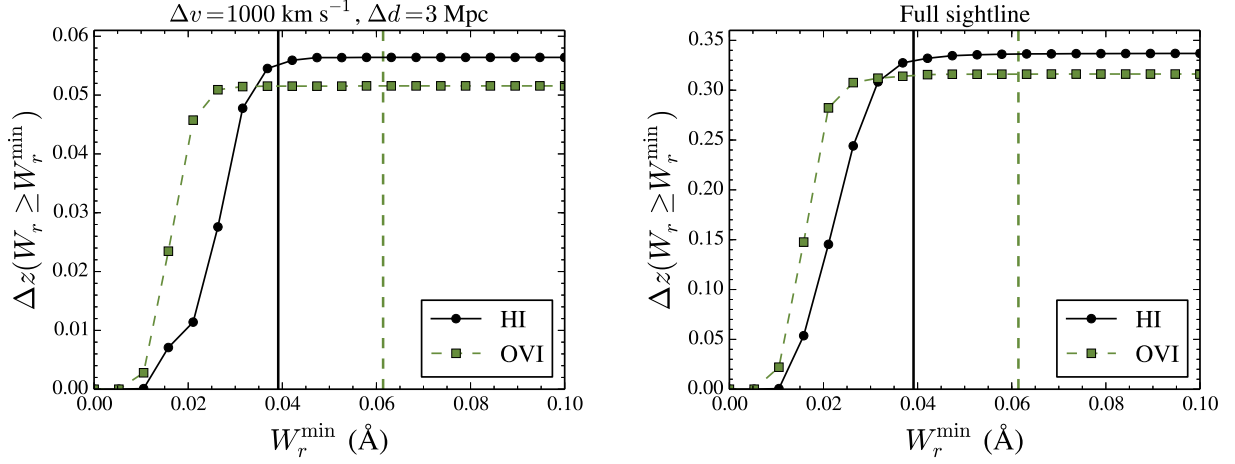 Δv=1000 km s⁻¹, Δd=3 Mpc
Δz(W_r ≥ W_r^min)
0.06
0.05
0.04
0.03
0.02
0.01
0.00
HI
OVI
0.00 0.02 0.04 0.06 0.08 0.10
W_r^min (Å)
Full sightline
Δz(W_r ≥ W_r^min)
0.35
0.30
0.25
0.20
0.15
0.10
0.05
0.00
HI
OVI
0.00 0.02 0.04 0.06 0.08 0.10
W_r^min (Å)